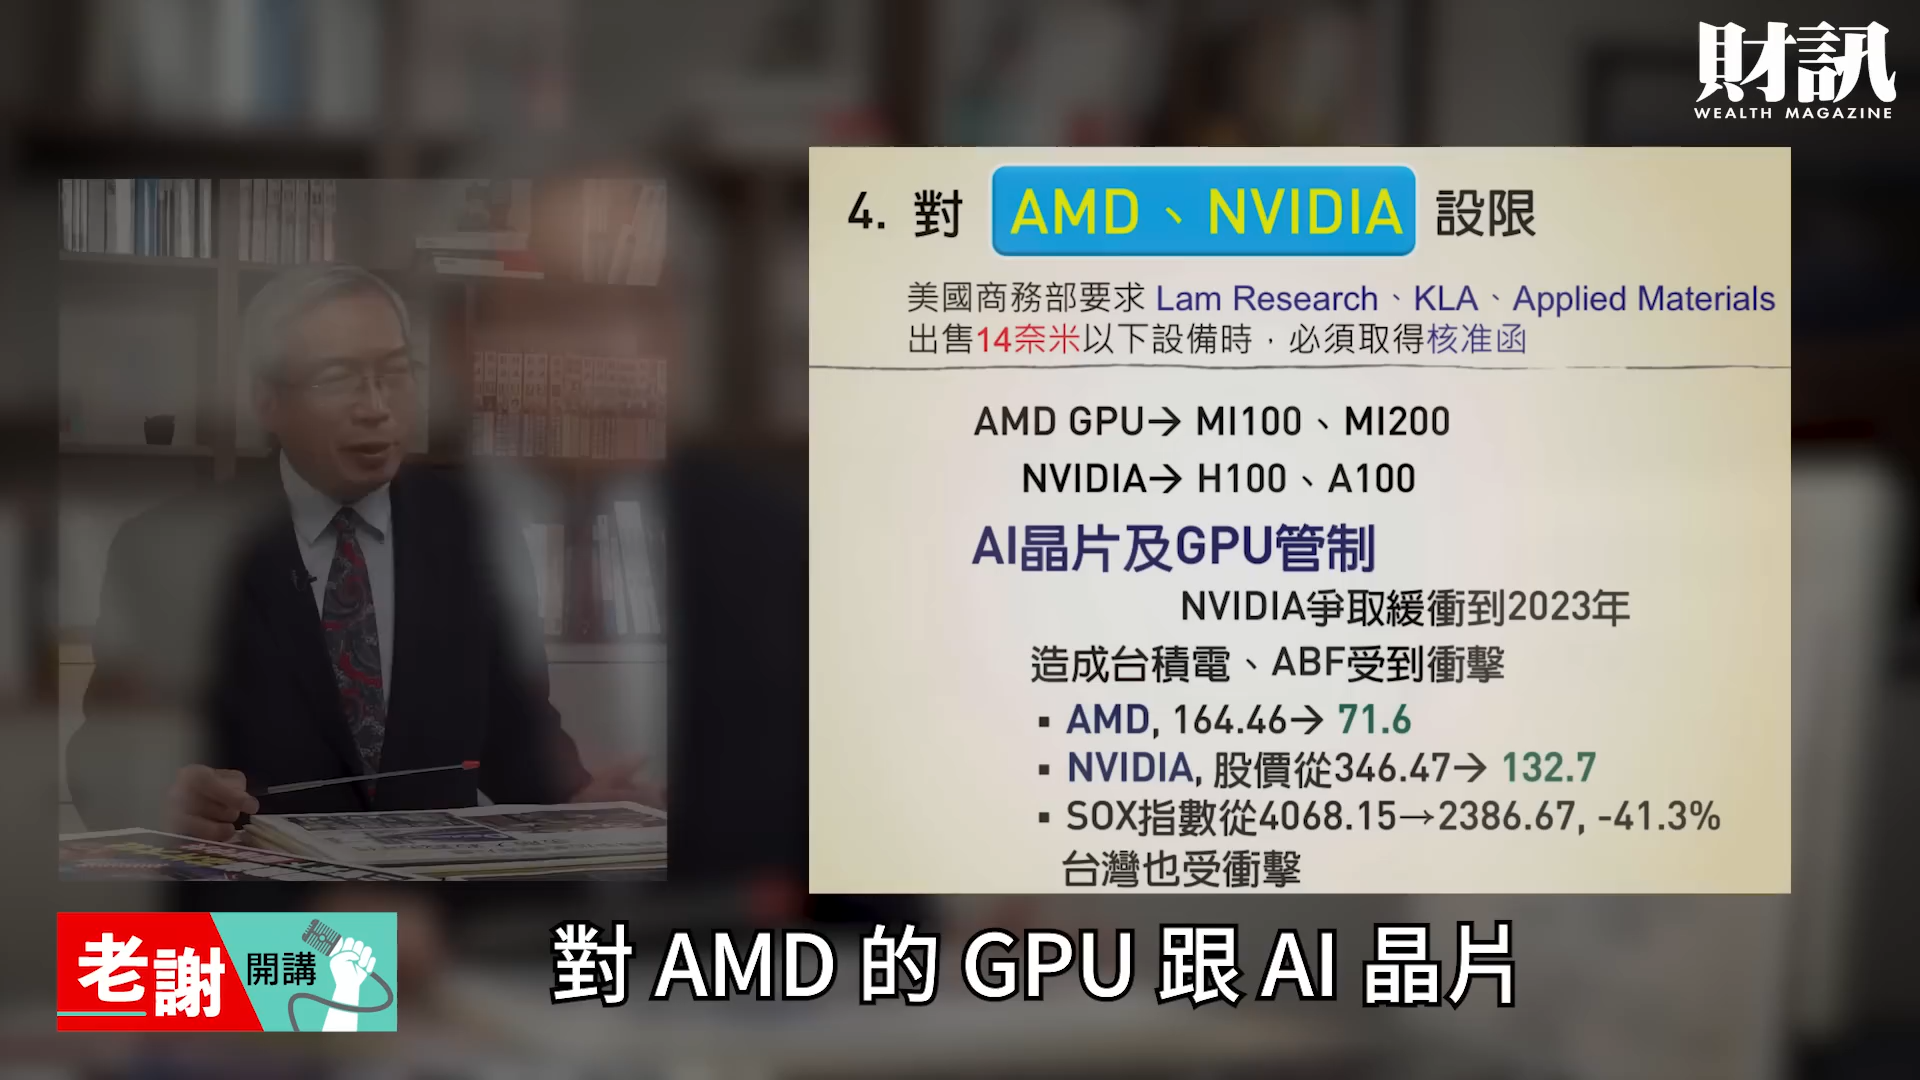 財訊
WEALTH MAGAZINE
4. 對 AMD、NVIDIA 設限
美國商務部要求 Lam Research、KLA、Applied Materials
出售14奈米以下設備時，必須取得核准函
AMD GPU→ MI100、MI200
NVIDIA→ H100、A100
AI晶片及GPU管制
NVIDIA爭取緩衝到2023年
造成台積電、ABF受到衝擊
▪ AMD, 164.46→ 71.6
▪ NVIDIA, 股價從346.47→ 132.7
▪ SOX指數從4068.15→2386.67, -41.3%
台灣也受衝擊
老謝 開講
對 AMD 的 GPU 跟 AI 晶片